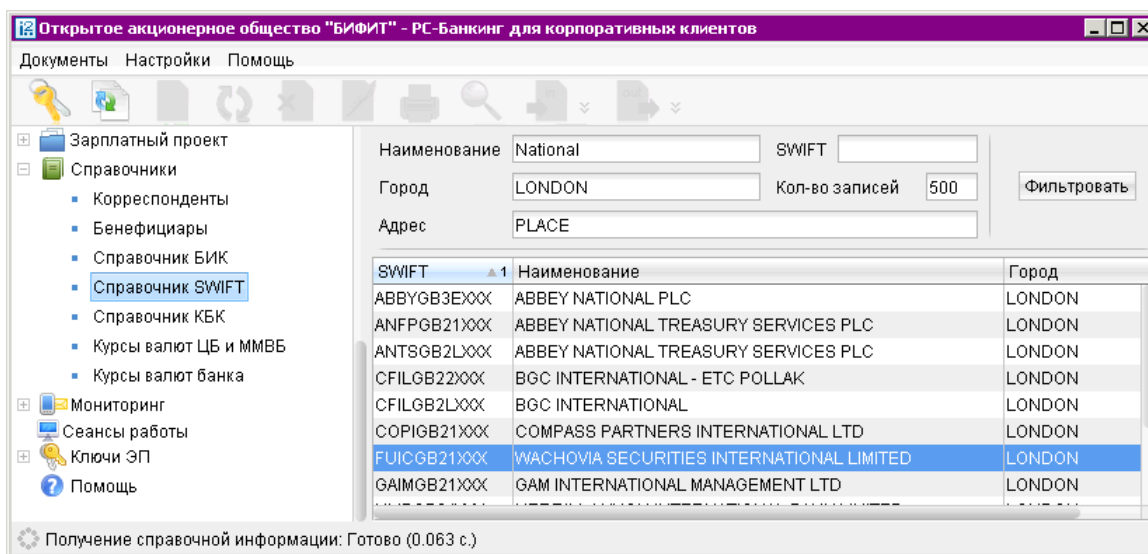 Открытое акционерное общество "БИФИТ" - РС-Банкинг для корпоративных клиентов
Документы Настройки Помощь
Зарплатный проект
Справочники
Корреспонденты
Бенефициары
Справочник БИК
Справочник SWIFT
Справочник КБК
Курсы валют ЦБ и ММВБ
Курсы валют банка
Мониторинг
Сеансы работы
Ключи ЭП
Помощь
Наименование National SWIFT
Город LONDON Кол-во записей 500 Фильтровать
Адрес PLACE
SWIFT 1 Наименование Город
ABBYGB3EXXX ABBEY NATIONAL PLC LONDON
ANFPGB21XXX ABBEY NATIONAL TREASURY SERVICES PLC LONDON
ANTSGB2LXXX ABBEY NATIONAL TREASURY SERVICES PLC LONDON
CFILGB22XXX BGC INTERNATIONAL - ETC POLLAK LONDON
CFILGB2LXXX BGC INTERNATIONAL LONDON
COPIGB21XXX COMPASS PARTNERS INTERNATIONAL LTD LONDON
FUICGB21XXX WACHOVIA SECURITIES INTERNATIONAL LIMITED LONDON
GAIMGB21XXX GAM INTERNATIONAL MANAGEMENT LTD LONDON
Получение справочной информации: Готово (0.063 с.)